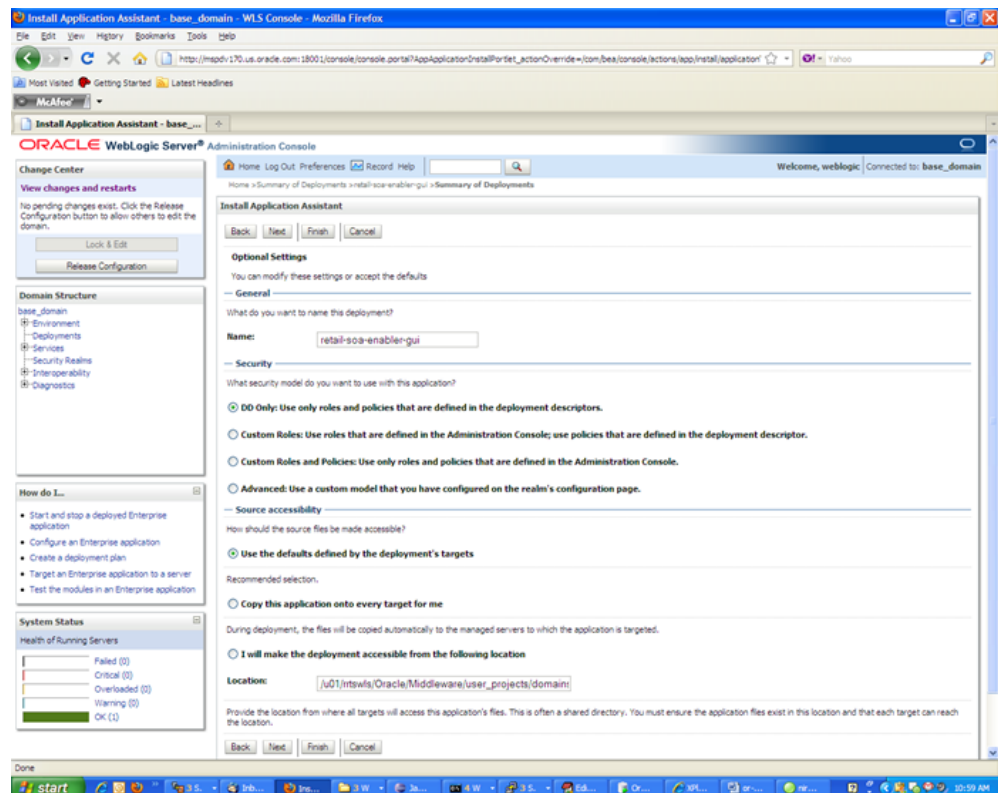 Install Application Assistant - base_domain - WLS Console - Mozilla Firefox
File Edit View History Bookmarks Tools Help
Yahoo
Most Visited Getting Started Latest Headlines
McAfee
Install Application Assistant - base_...
ORACLE WebLogic Server® Administration Console
Change Center
View changes and restarts
No pending changes exist. Click the Release
Configuration button to allow others to edit the
domain.
Lock & Edit
Release Configuration
Domain Structure
base_domain
Environment
Deployments
Services
Security Realms
Interoperability
Diagnostics
How do I...
Start and stop a deployed Enterprise
application
Configure an Enterprise application
Create a deployment plan
Target an Enterprise application to a server
Test the modules in an Enterprise application
System Status
Health of Running Servers
Failed (0)
Critical (0)
Overloaded (0)
Warning (0)
OK (1)
Home Log Out Preferences Record Help
Welcome, weblogic Connected to: base_domain
Home >Summary of Deployments >retail-soa-enabler-gui >Summary of Deployments
Install Application Assistant
Back Next Finish Cancel
Optional Settings
You can modify these settings or accept the defaults
General
What do you want to name this deployment?
Name: retail-soa-enabler-gui
Security
What security model do you want to use with this application?
DD Only: Use only roles and policies that are defined in the deployment descriptors.
Custom Roles: Use roles that are defined in the Administration Console; use policies that are defined in the deployment descriptor.
Custom Roles and Policies: Use only roles and policies that are defined in the Administration Console.
Advanced: Use a custom model that you have configured on the realm's configuration page.
Source accessibility
How should the source files be made accessible?
Use the defaults defined by the deployment's targets
Recommended selection.
Copy this application onto every target for me
During deployment, the files will be copied automatically to the managed servers to which the application is targeted.
I will make the deployment accessible from the following location
Location: /u01/rtswls/Oracle/Middleware/user_projects/domains
Provide the location from where all targets will access this application's files. This is often a shared directory. You must ensure the application files exist in this location and that each target can reach
the location.
Back Next Finish Cancel
Done
start 3 S. Inb... Ins... 3 W Ja... 4 W 3 S. Ed... Or... XPI... or-... nr... 10:59 AM